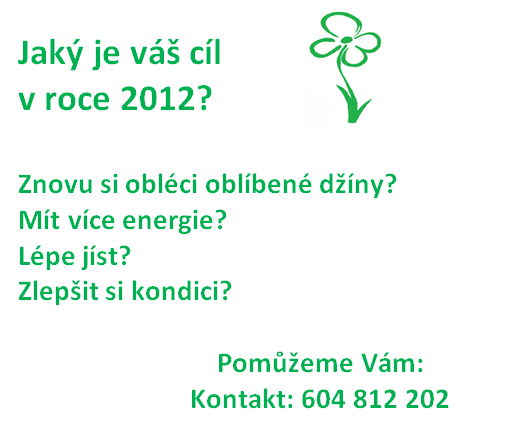 Jaký je váš cíl
v roce 2012?
Znovu si obléci oblíbené džíny?
Mít více energie?
Lépe jíst?
Zlepšit si kondici?
Pomůžeme Vám:
Kontakt: 604 812 202